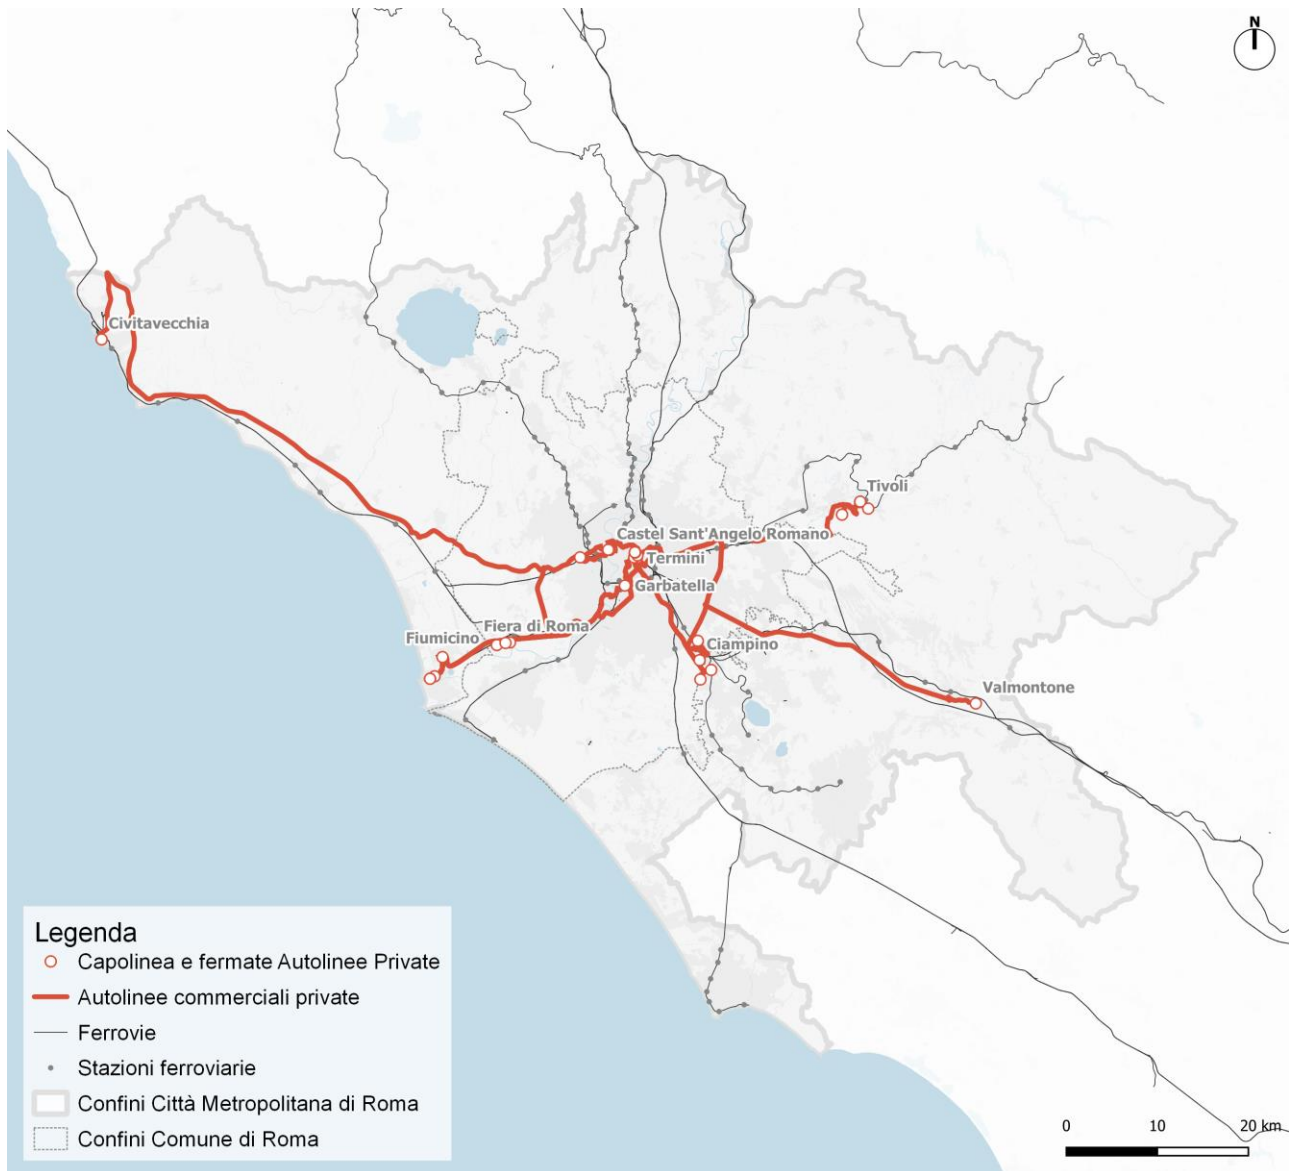 N
Civitavecchia
Tivoli
Castel Sant'Angelo Romano
Termini
Garbatella
Fiera di Roma
Fiumicino
Ciampino
Valmontone
Legenda
Capolinea e fermate Autolinee Private
Autolinee commerciali private
Ferrovie
Stazioni ferroviarie
Confini Città Metropolitana di Roma
Confini Comune di Roma
0 10 20 km